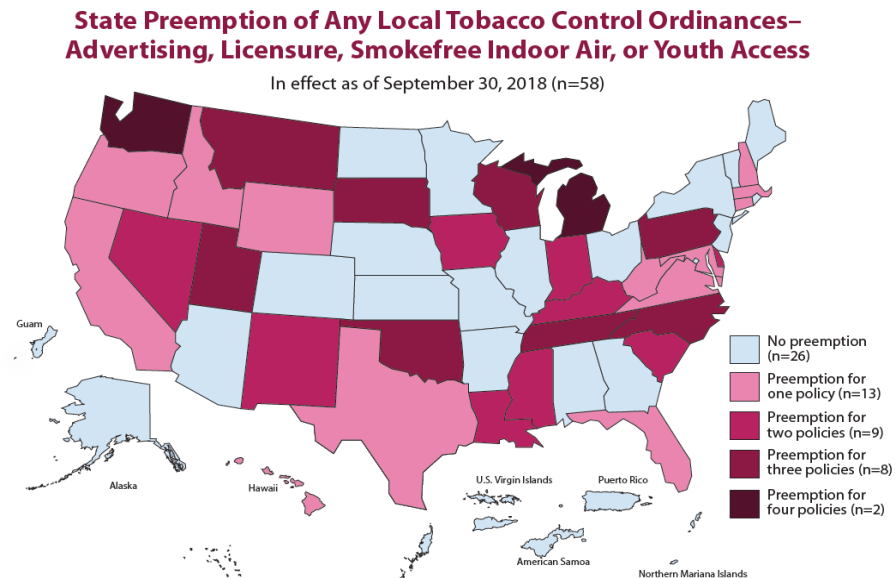 State Preemption of Any Local Tobacco Control Ordinances–
Advertising, Licensure, Smokefree Indoor Air, or Youth Access
In effect as of September 30, 2018 (n=58)
Guam
Alaska
Hawaii
U.S. Virgin Islands
Puerto Rico
American Samoa
Northern Mariana Islands
No preemption
(n=26)
Preemption for
one policy (n=13)
Preemption for
two policies (n=9)
Preemption for
three policies (n=8)
Preemption for
four policies (n=2)